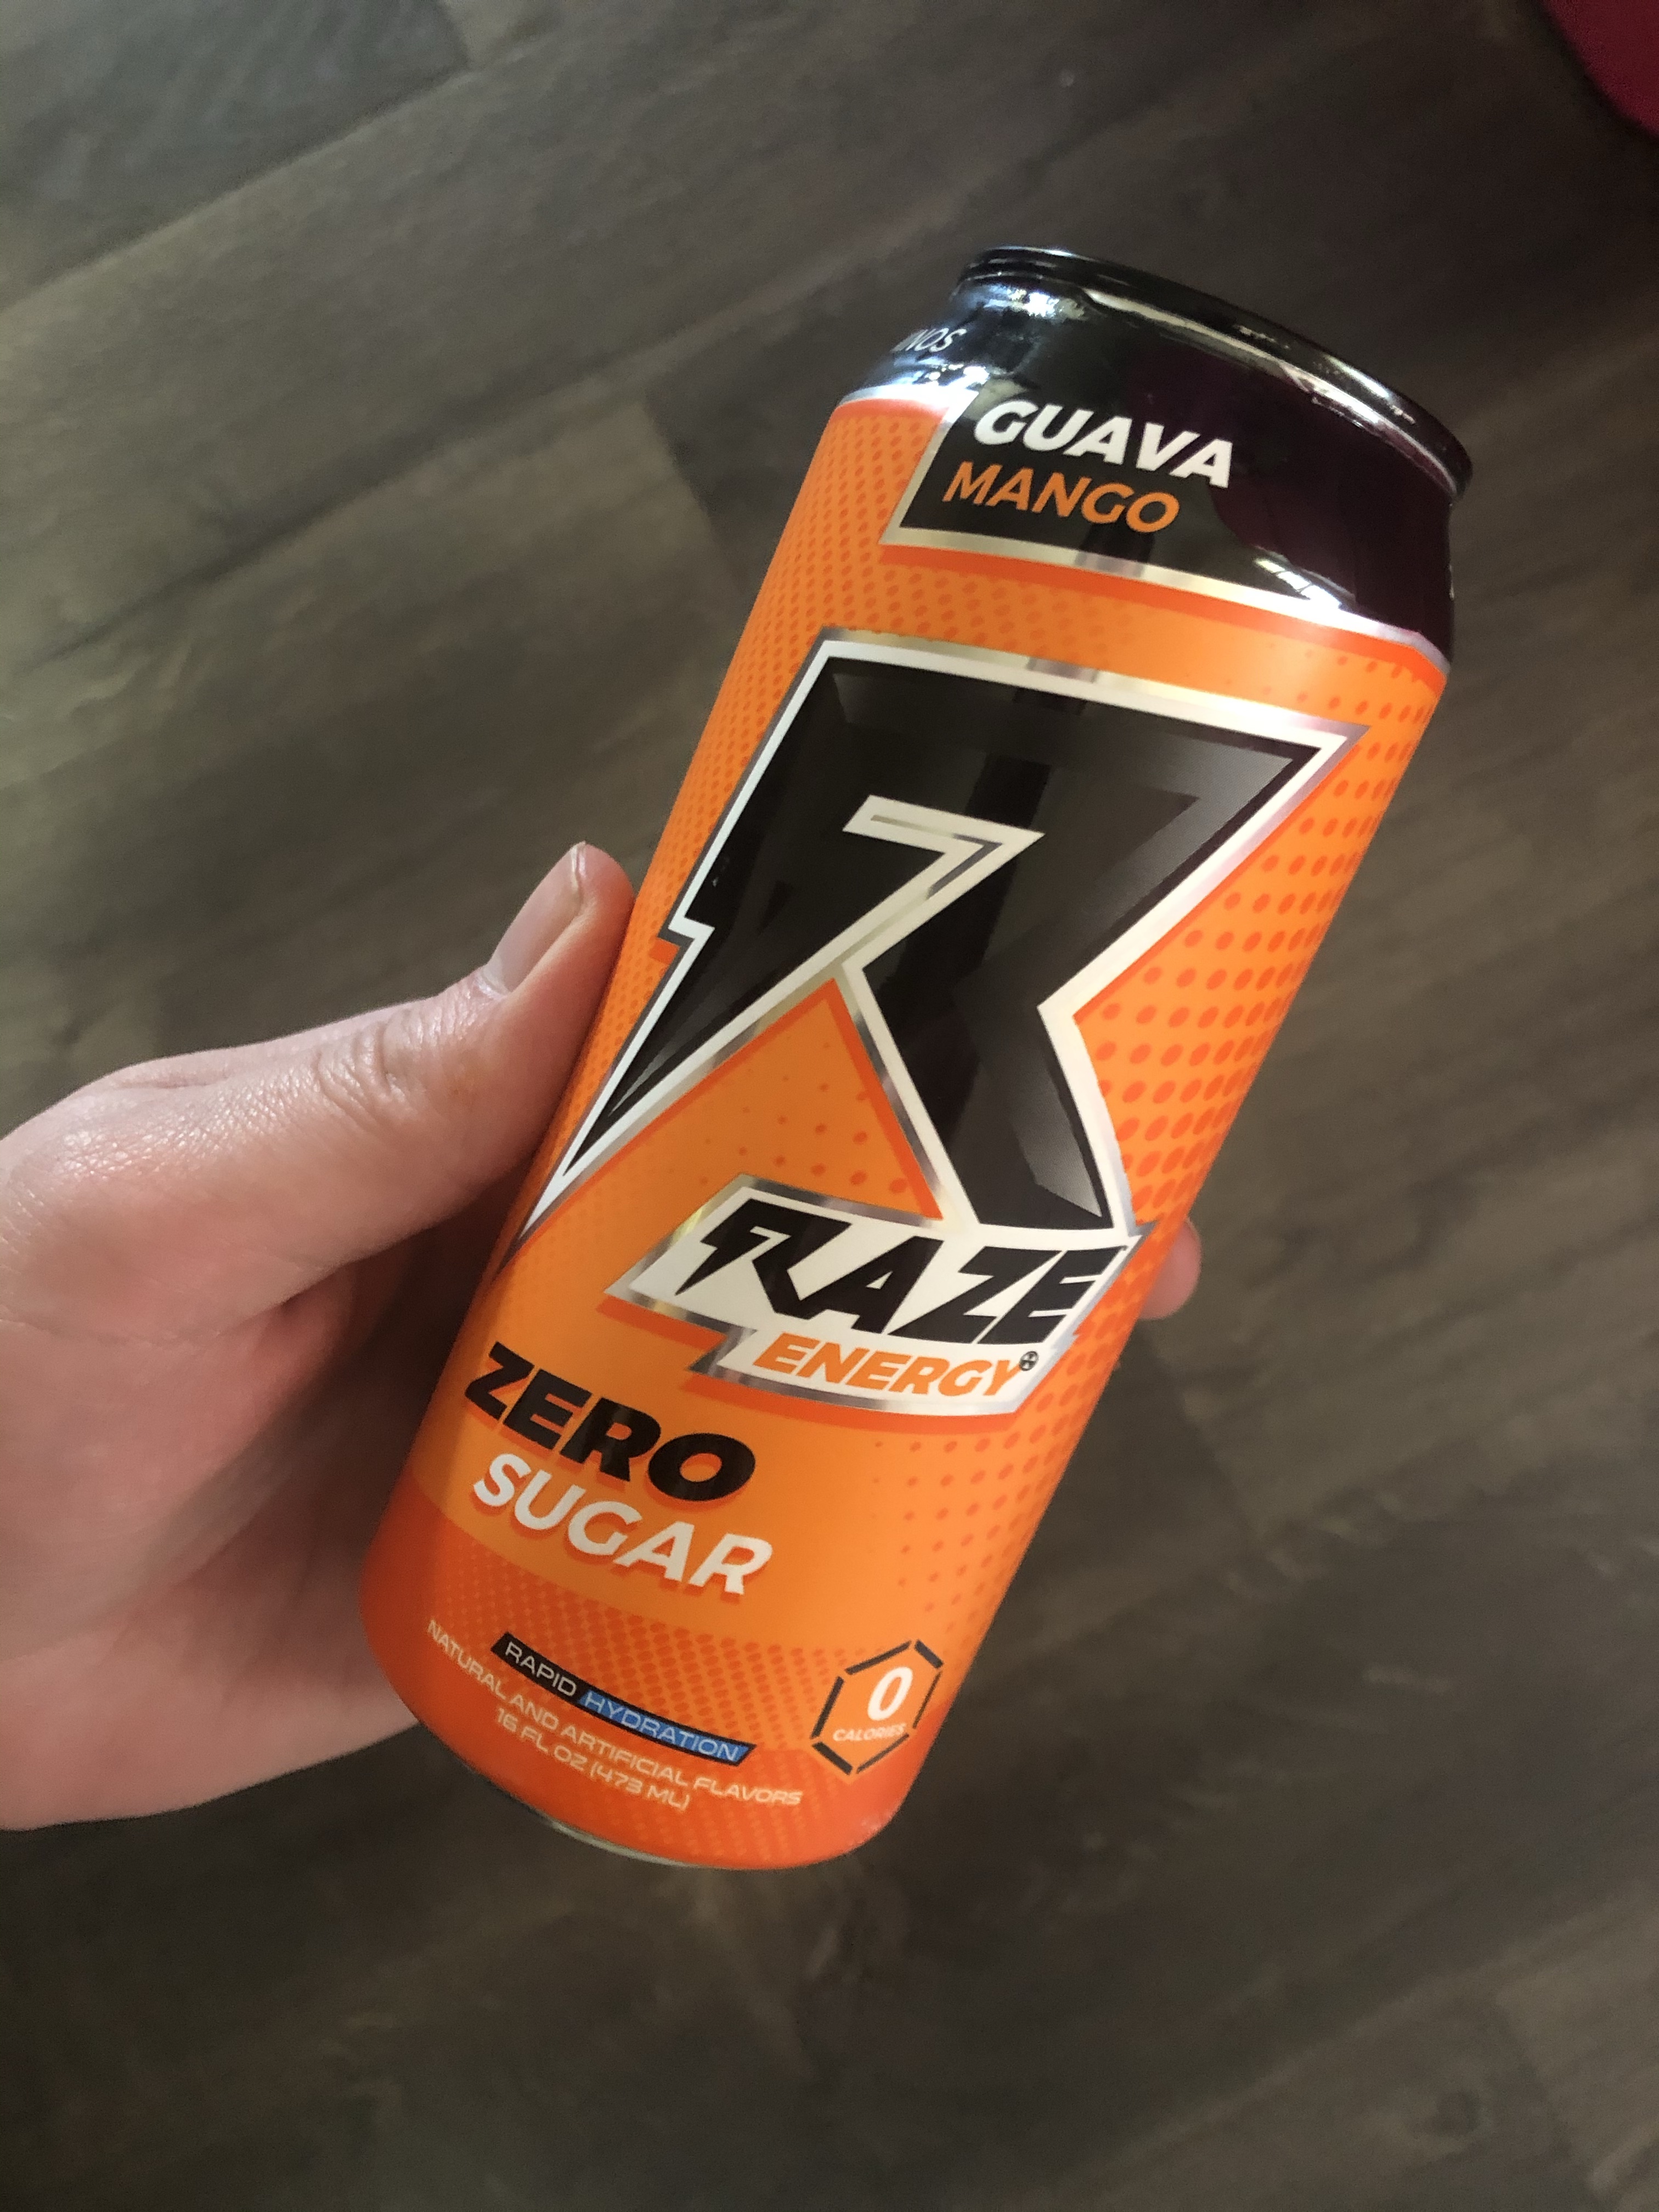 GUAVA
MANGO
RAZE
ENERGY
ZERO
SUGAR
RAPID HYDRATION
NATURAL AND ARTIFICIAL FLAVORS
16 FL OZ (473 ML)
0
CALORIES